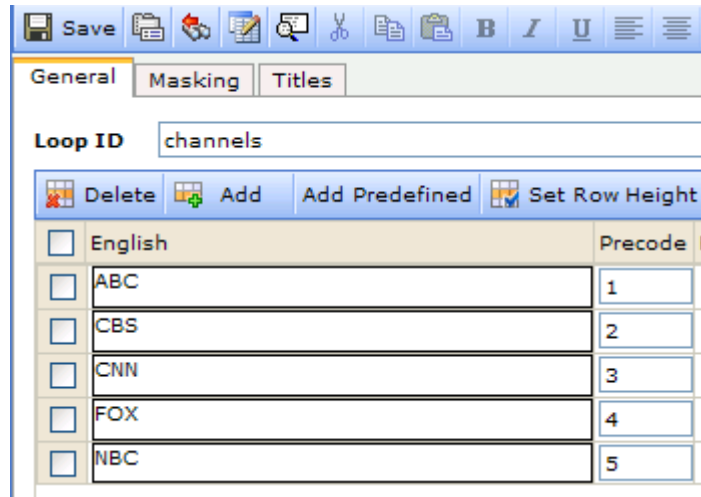 Save B I U
General Masking Titles
Loop ID channels
Delete Add Add Predefined Set Row Height
English Precode
ABC 1
CBS 2
CNN 3
FOX 4
NBC 5